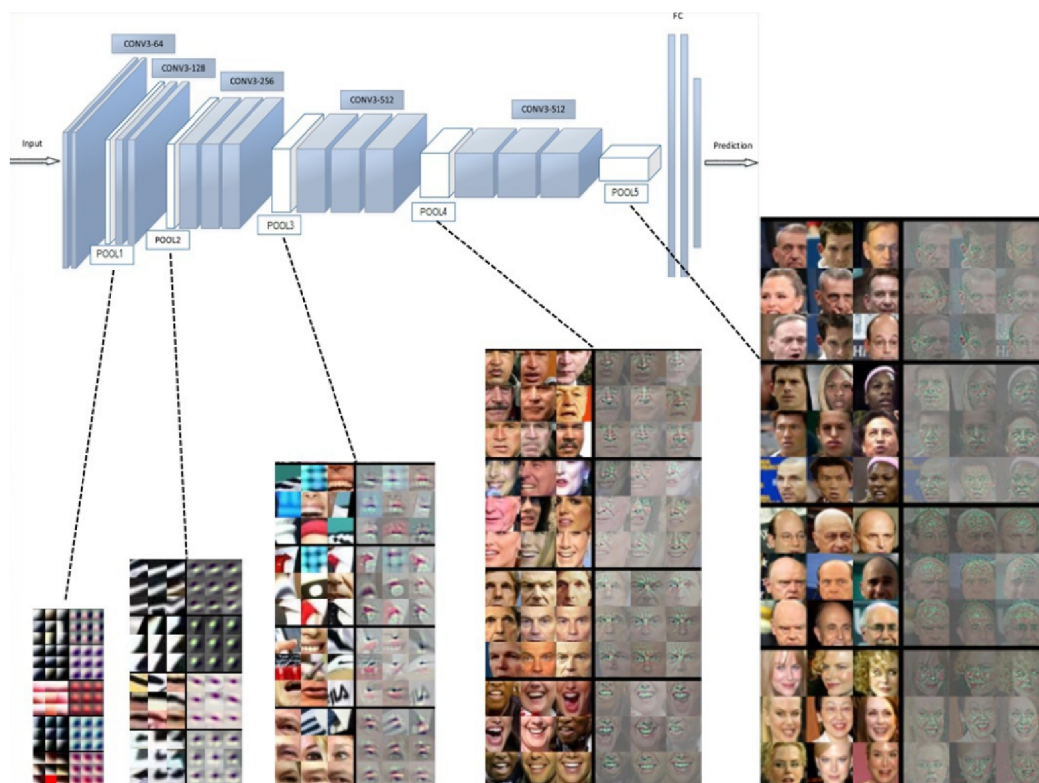 FC
CONV3-64
CONV3-128
CONV3-256
CONV3-512
CONV3-512
Input
Prediction
POOL1
POOL2
POOL3
POOL4
POOL5